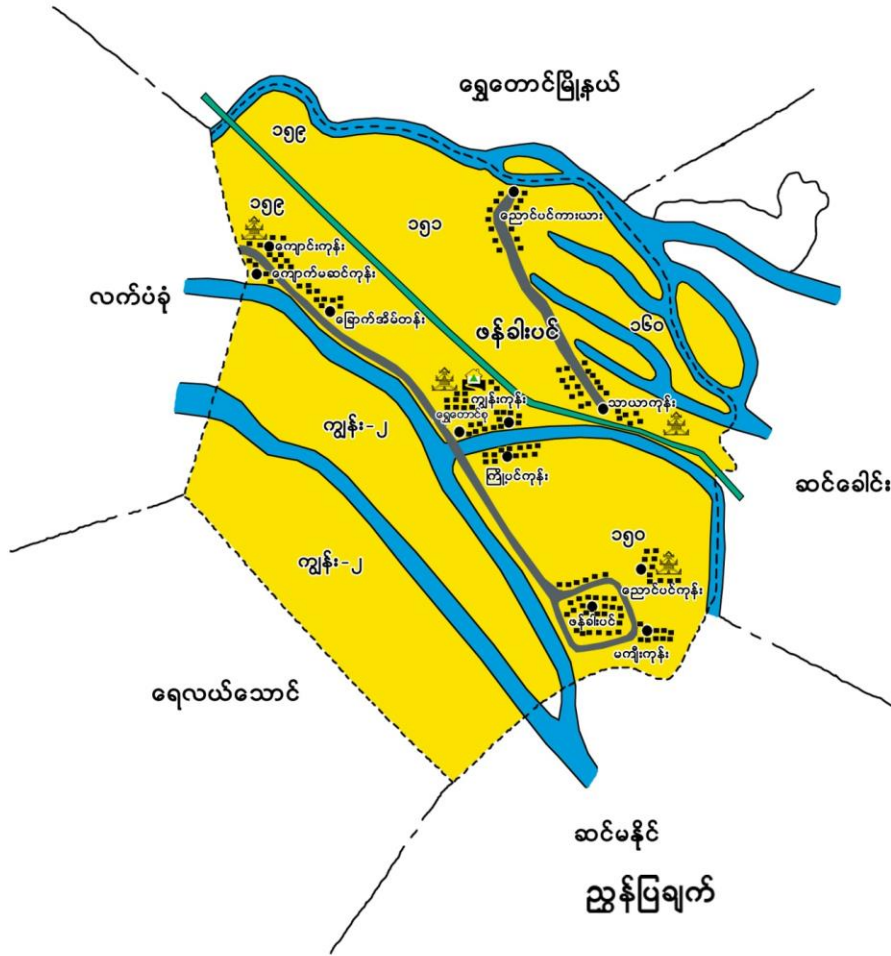 ရွှေတောင်မြို့နယ်
၁၅၉
၁၅၉
၁၅၁
ညောင်ပင်ကားယား
ကျောင်းကုန်း
ကျောက်မဆင်ကုန်း
လက်ပံခုံ
ခြောက်အိမ်တန်း
ဖန်ခါးပင်
၁၆၀
ကျွန်းကုန်း
သာယာကုန်း
ရွှေတောင်စု
ကျွန်း-၂
ကြို့ပင်ကုန်း
ဆင်ခေါင်း
၁၅၀
ကျွန်း-၂
ညောင်ပင်ကုန်း
ဖန်ခါးပင်
မကျီးကုန်း
ရေလယ်သောင်
ဆင်မနိုင်
ညွှန်ပြချက်